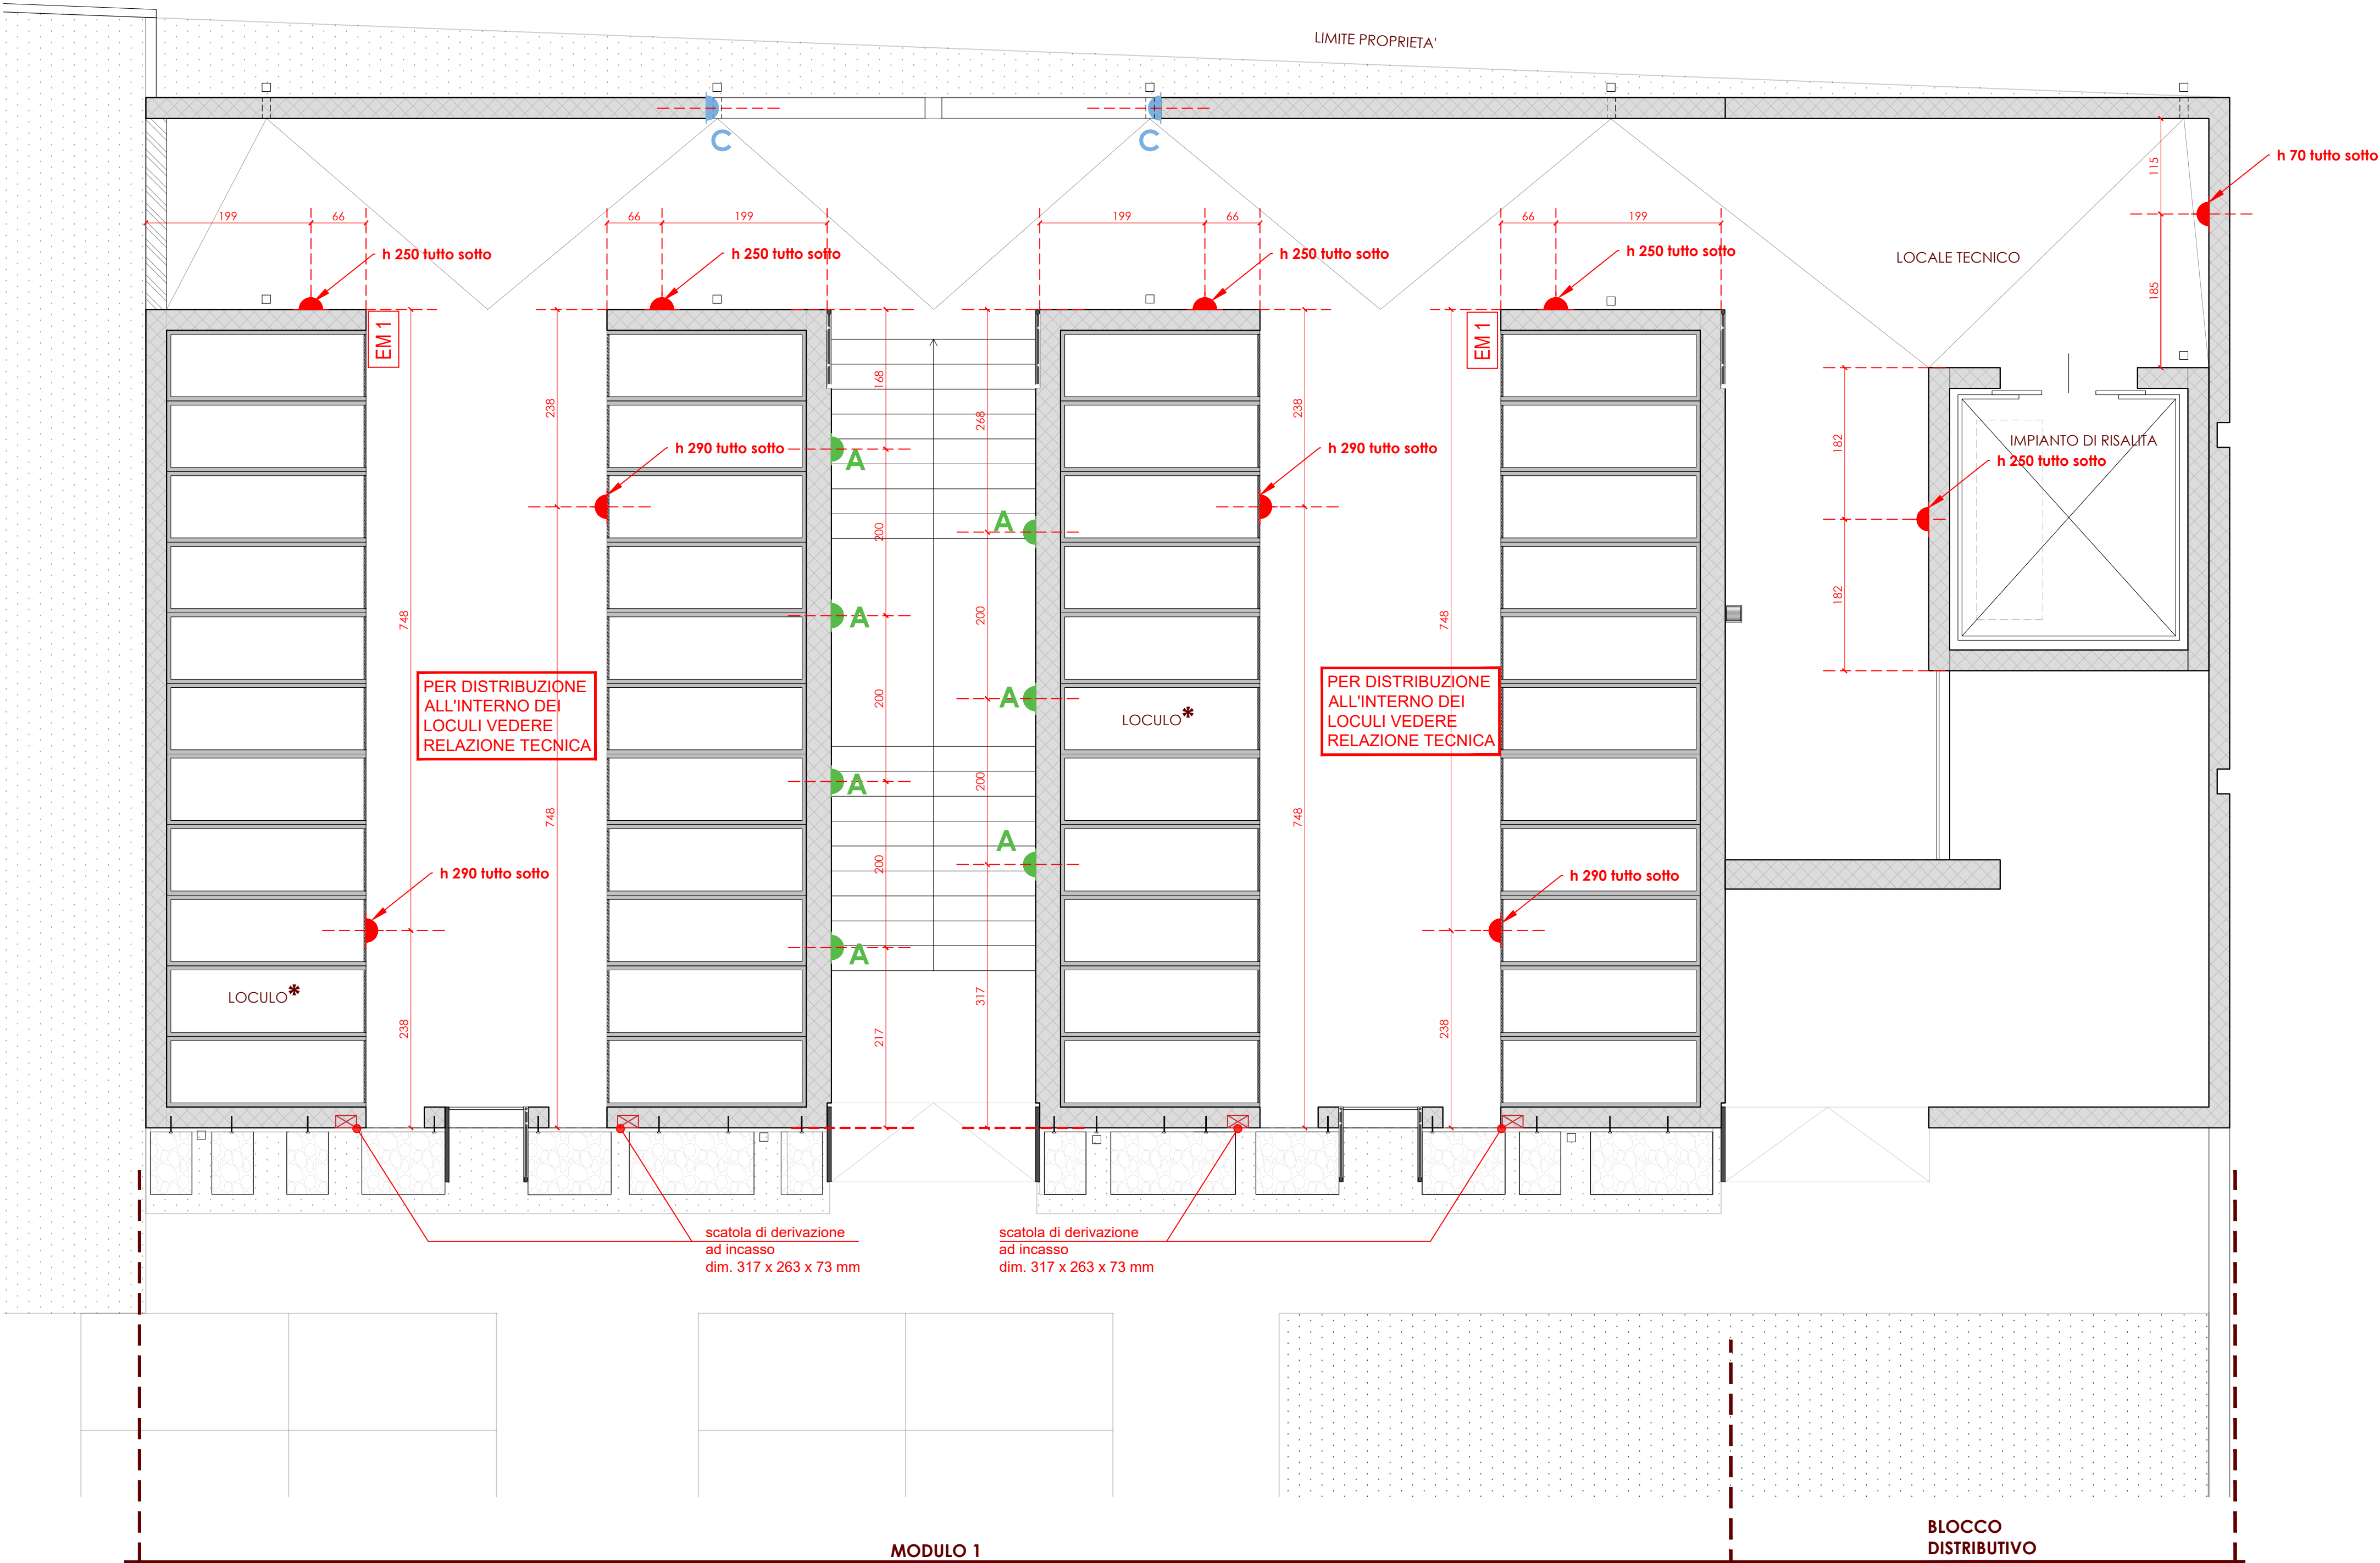 LIMITE PROPRIETA'
C
C
h 70 tutto sotto
115
199
66
66
199
199
66
66
199
h 250 tutto sotto
h 250 tutto sotto
h 250 tutto sotto
h 250 tutto sotto
LOCALE TECNICO
185
EM 1
EM 1
168
238
268
238
182
IMPIANTO DI RISALITA
h 290 tutto sotto
A
h 290 tutto sotto
h 250 tutto sotto
A
200
182
748
A
200
748
PER DISTRIBUZIONE
ALL'INTERNO DEI
LOCULI VEDERE
RELAZIONE TECNICA
PER DISTRIBUZIONE
ALL'INTERNO DEI
LOCULI VEDERE
RELAZIONE TECNICA
200
A
LOCULO*
A
200
748
748
A
200
h 290 tutto sotto
h 290 tutto sotto
A
LOCULO*
317
238
217
238
scatola di derivazione
ad incasso
dim. 317 x 263 x 73 mm
scatola di derivazione
ad incasso
dim. 317 x 263 x 73 mm
MODULO 1
BLOCCO
DISTRIBUTIVO